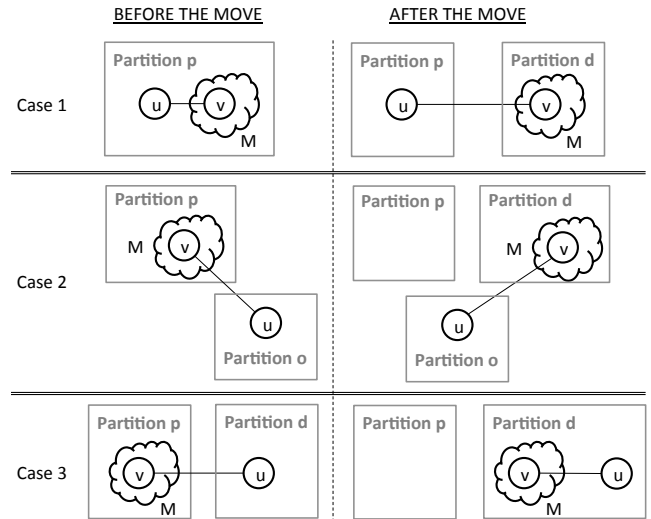 BEFORE THE MOVE AFTER THE MOVE
Partition p Partition p Partition d
Case 1 u v u v
M M
Partition p Partition p Partition d
M v M v
Case 2
u u
Partition o Partition o
Partition p Partition d Partition p Partition d
Case 3 v u v u
M M